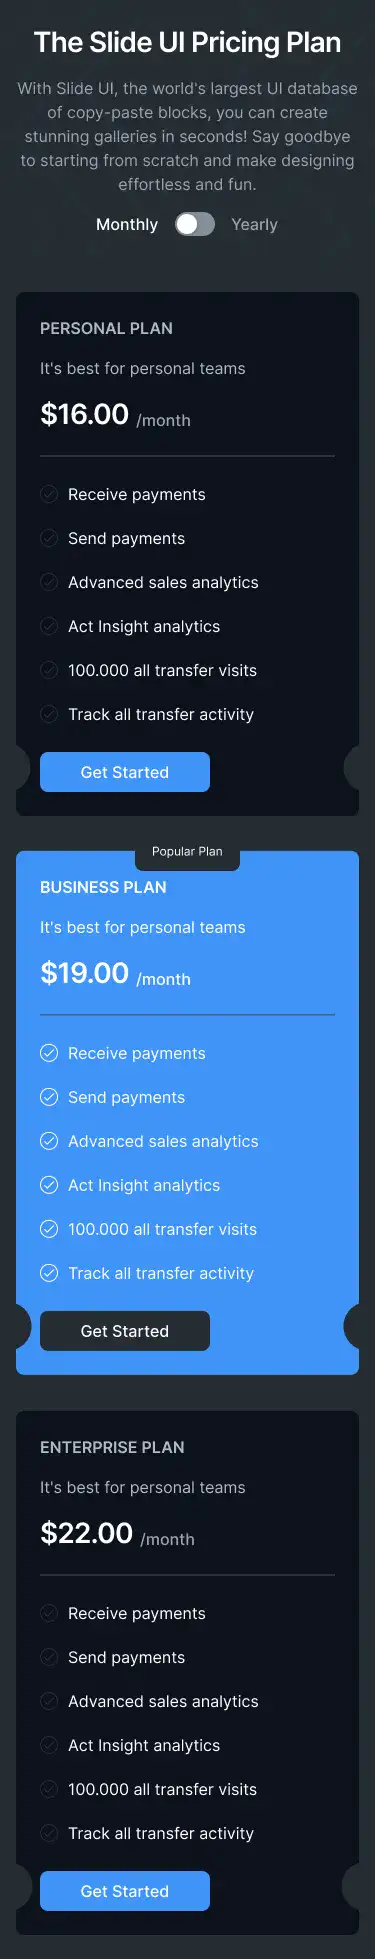 The Slide UI Pricing Plan
With Slide UI, the world's largest UI database
of copy-paste blocks, you can create
stunning galleries in seconds! Say goodbye
to starting from scratch and make designing
effortless and fun.
Monthly Yearly
PERSONAL PLAN
It's best for personal teams
$16.00 /month
Receive payments
Send payments
Advanced sales analytics
Act Insight analytics
100.000 all transfer visits
Track all transfer activity
Get Started
Popular Plan
BUSINESS PLAN
It's best for personal teams
$19.00 /month
Receive payments
Send payments
Advanced sales analytics
Act Insight analytics
100.000 all transfer visits
Track all transfer activity
Get Started
ENTERPRISE PLAN
It's best for personal teams
$22.00 /month
Receive payments
Send payments
Advanced sales analytics
Act Insight analytics
100.000 all transfer visits
Track all transfer activity
Get Started